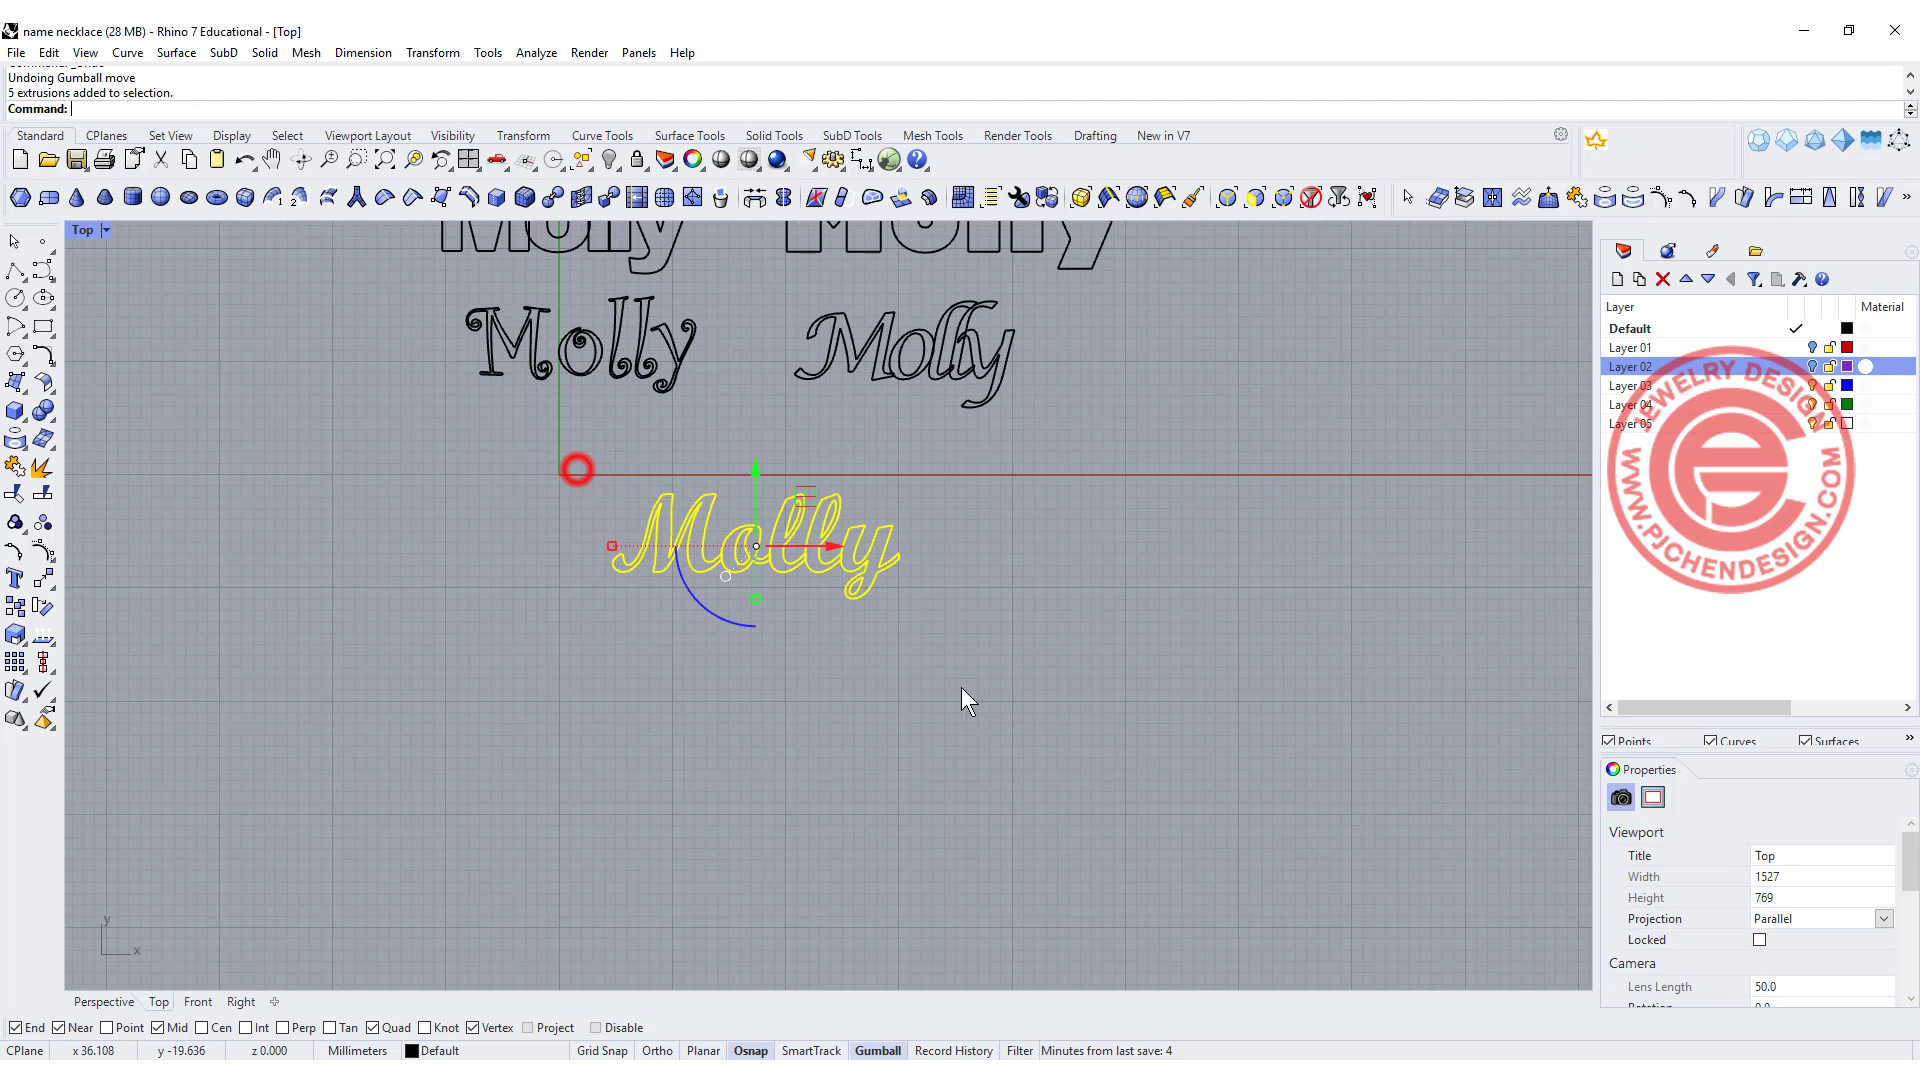 name necklace (28 MB) - Rhino 7 Educational - [Top]
File Edit View Curve Surface SubD Solid Mesh Dimension Transform Tools Analyze Render Panels Help
Undoing Gumball move
5 extrusions added to selection.
Command:
Standard CPlanes Set View Display Select Viewport Layout Visibility Transform Curve Tools Surface Tools Solid Tools SubD Tools Mesh Tools Render Tools Drafting New in V7
Top
Molly Molly
Molly Molly
Molly
Layer Material
Default
Layer 01
Layer 02
Layer 03
Layer 04
Layer 05
JEWELRY DESIGN.COM
WWW.PJCHENDESIGN.COM
Points Curves Surfaces
Properties
Viewport
Title Top
Width 1527
Height 769
Projection Parallel
Locked
Camera
Lens Length 50.0
y
x
Perspective Top Front Right
End Near Point Mid Cen Int Perp Tan Quad Knot Vertex Project Disable
CPlane x 36.108 y -19.636 z 0.000 Millimeters Default Grid Snap Ortho Planar Osnap SmartTrack Gumball Record History Filter Minutes from last save: 4